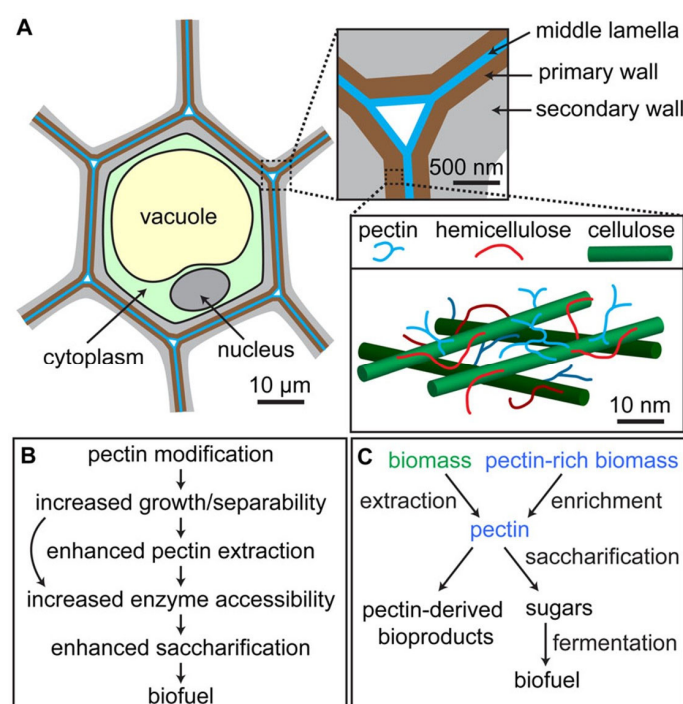 A
middle lamella
primary wall
secondary wall
500 nm
vacuole
cytoplasm
nucleus
10 µm
pectin hemicellulose cellulose
10 nm
B
pectin modification
increased growth/separability
enhanced pectin extraction
increased enzyme accessibility
enhanced saccharification
biofuel
C
biomass pectin-rich biomass
extraction enrichment
pectin
saccharification
pectin-derived
bioproducts
sugars
fermentation
biofuel